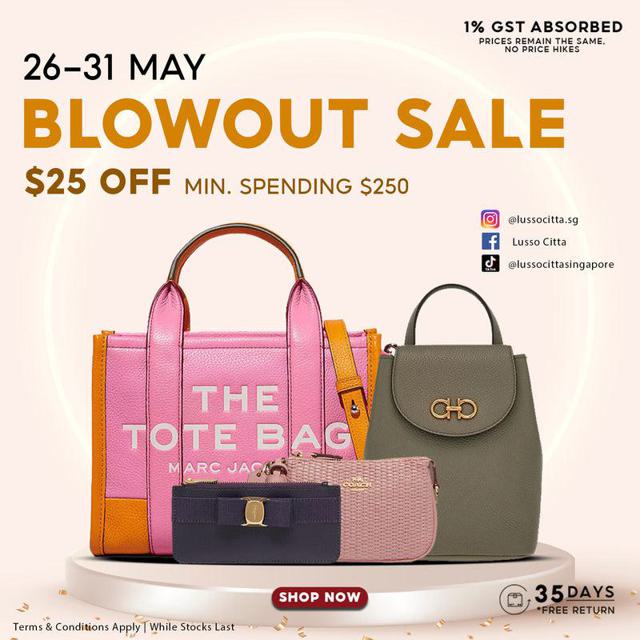 1% GST ABSORBED
PRICES REMAIN THE SAME.
NO PRICE HIKES
26–31 MAY
BLOWOUT SALE
$25 OFF MIN. SPENDING $250
@lussocitta.sg
Lusso Citta
@lussocittasingapore
THE
TOTE BAG
MARC JAC
COACH
SHOP NOW
35 DAYS
*FREE RETURN
Terms & Conditions Apply | While Stocks Last